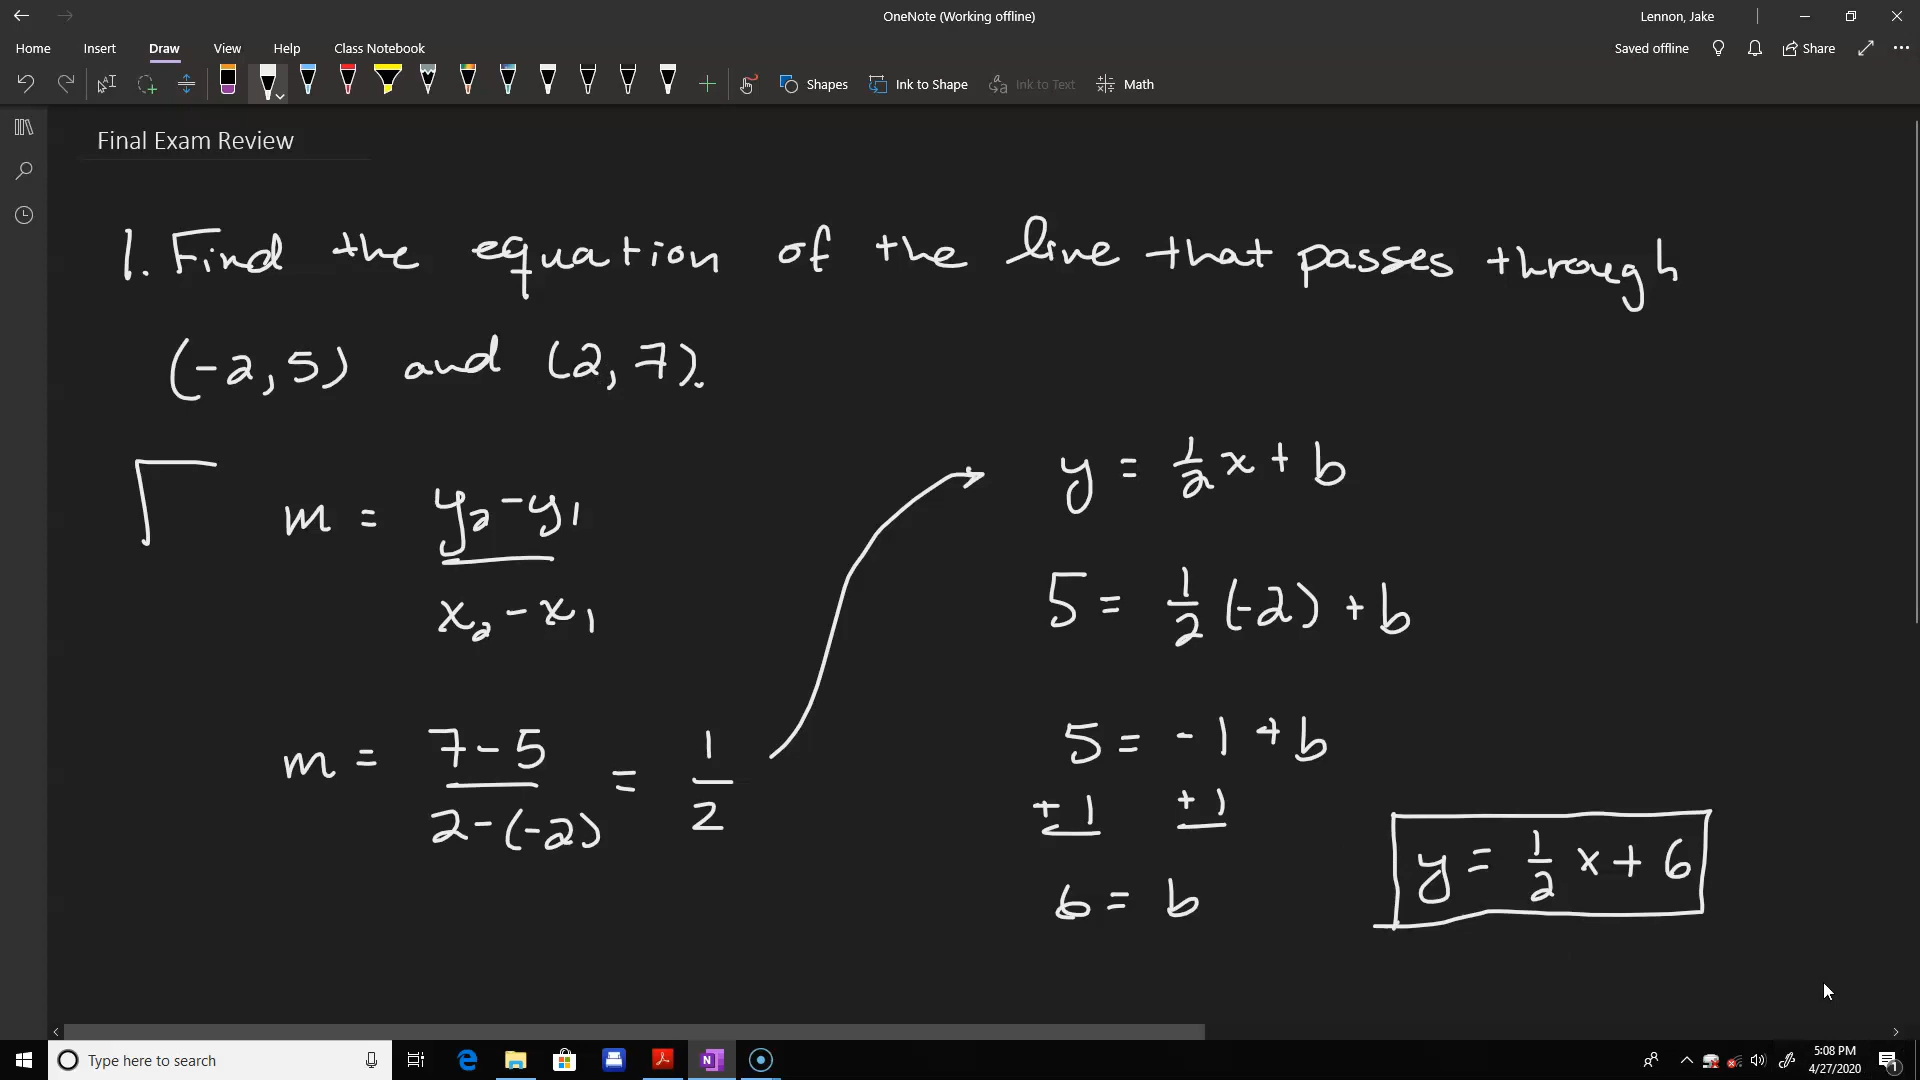 OneNote (Working offline)
Lennon, Jake
Home Insert Draw View Help Class Notebook
Saved offline Share
Shapes Ink to Shape Ink to Text Math
Final Exam Review
1. Find the equation of the line that passes through
(-2, 5) and (2, 7).
m = y₂ - y₁
x₂ - x₁
m = 7 - 5 = 1
2 - (-2) 2
y = 1/2 x + b
5 = 1/2 (-2) + b
5 = -1 + b
+ 1 + 1
6 = b
y = 1/2 x + 6
Type here to search
5:08 PM
4/27/2020